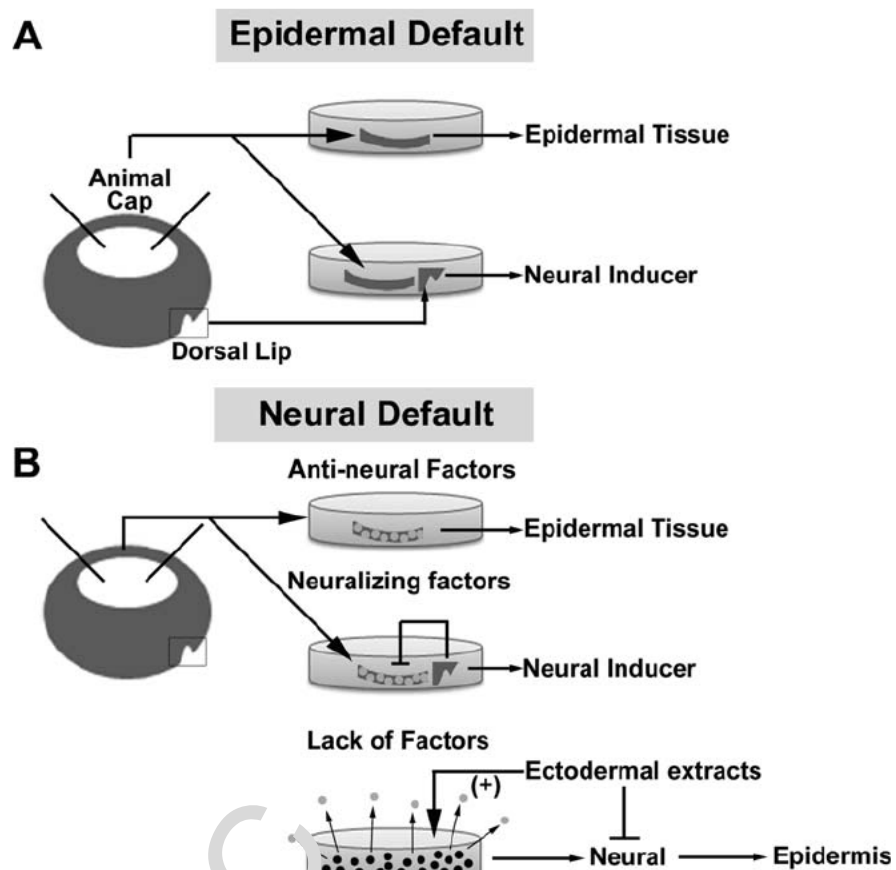 A
Epidermal Default
Epidermal Tissue
Animal
Cap
Neural Inducer
Dorsal Lip
Neural Default
B
Anti-neural Factors
Epidermal Tissue
Neuralizing factors
Neural Inducer
Lack of Factors
Ectodermal extracts
(+)
Neural
Epidermis